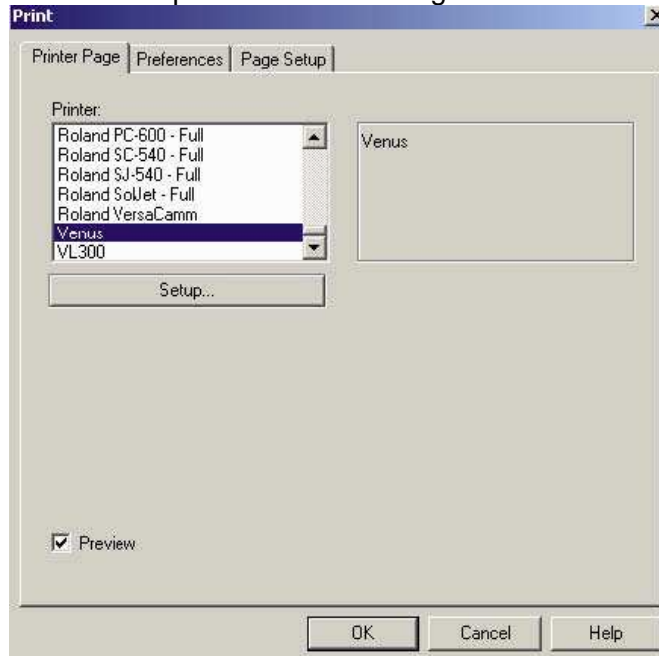 Print
Printer Page
Preferences
Page Setup
Printer:
Roland PC-600 - Full
Roland SC-540 - Full
Roland SJ-540 - Full
Roland SolJet - Full
Roland VersaCamm
Venus
VL300
Venus
Setup...
Preview
OK
Cancel
Help